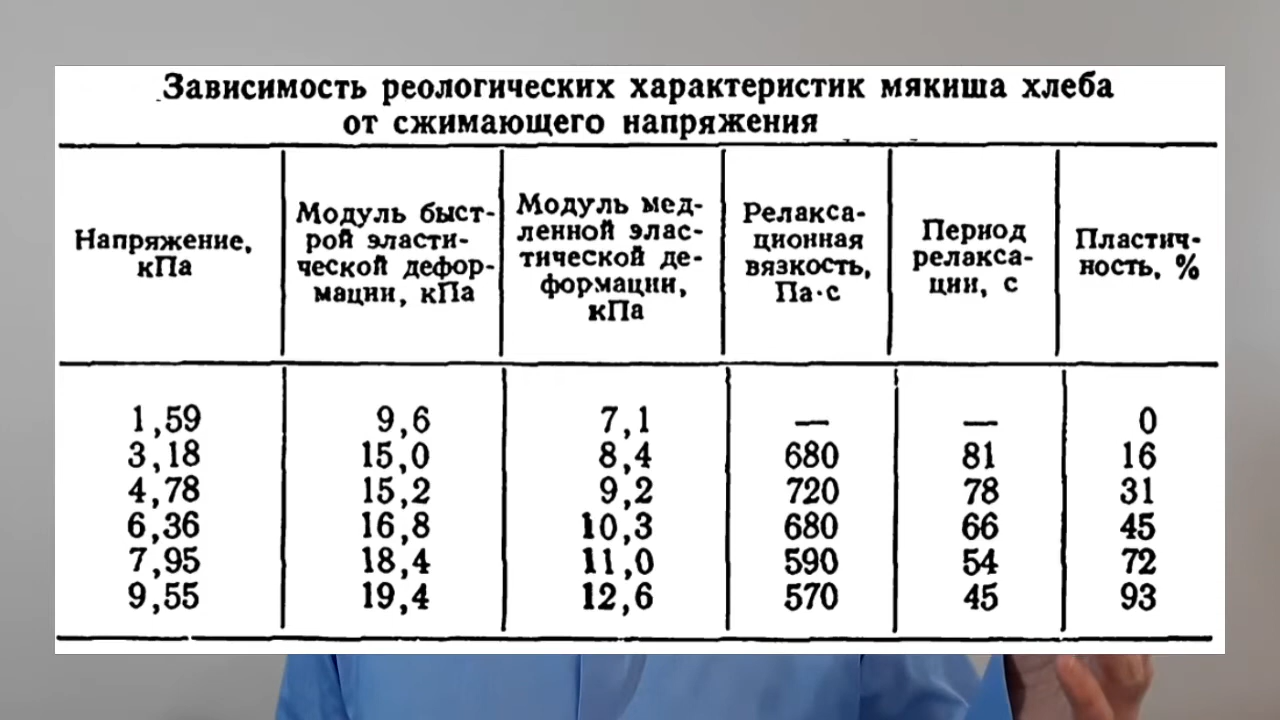 Зависимость реологических характеристик мякиша хлеба
от сжимающего напряжения
Напряжение,
кПа
Модуль быст-
рой эласти-
ческой дефор-
мации, кПа
Модуль мед-
ленной элас-
тической де-
формации,
кПа
Релакса-
ционная
вязкость,
Па·с
Период
релакса-
ции, с
Пластич-
ность, %
1,59 9,6 7,1 — — 0
3,18 15,0 8,4 680 81 16
4,78 15,2 9,2 720 78 31
6,36 16,8 10,3 680 66 45
7,95 18,4 11,0 590 54 72
9,55 19,4 12,6 570 45 93